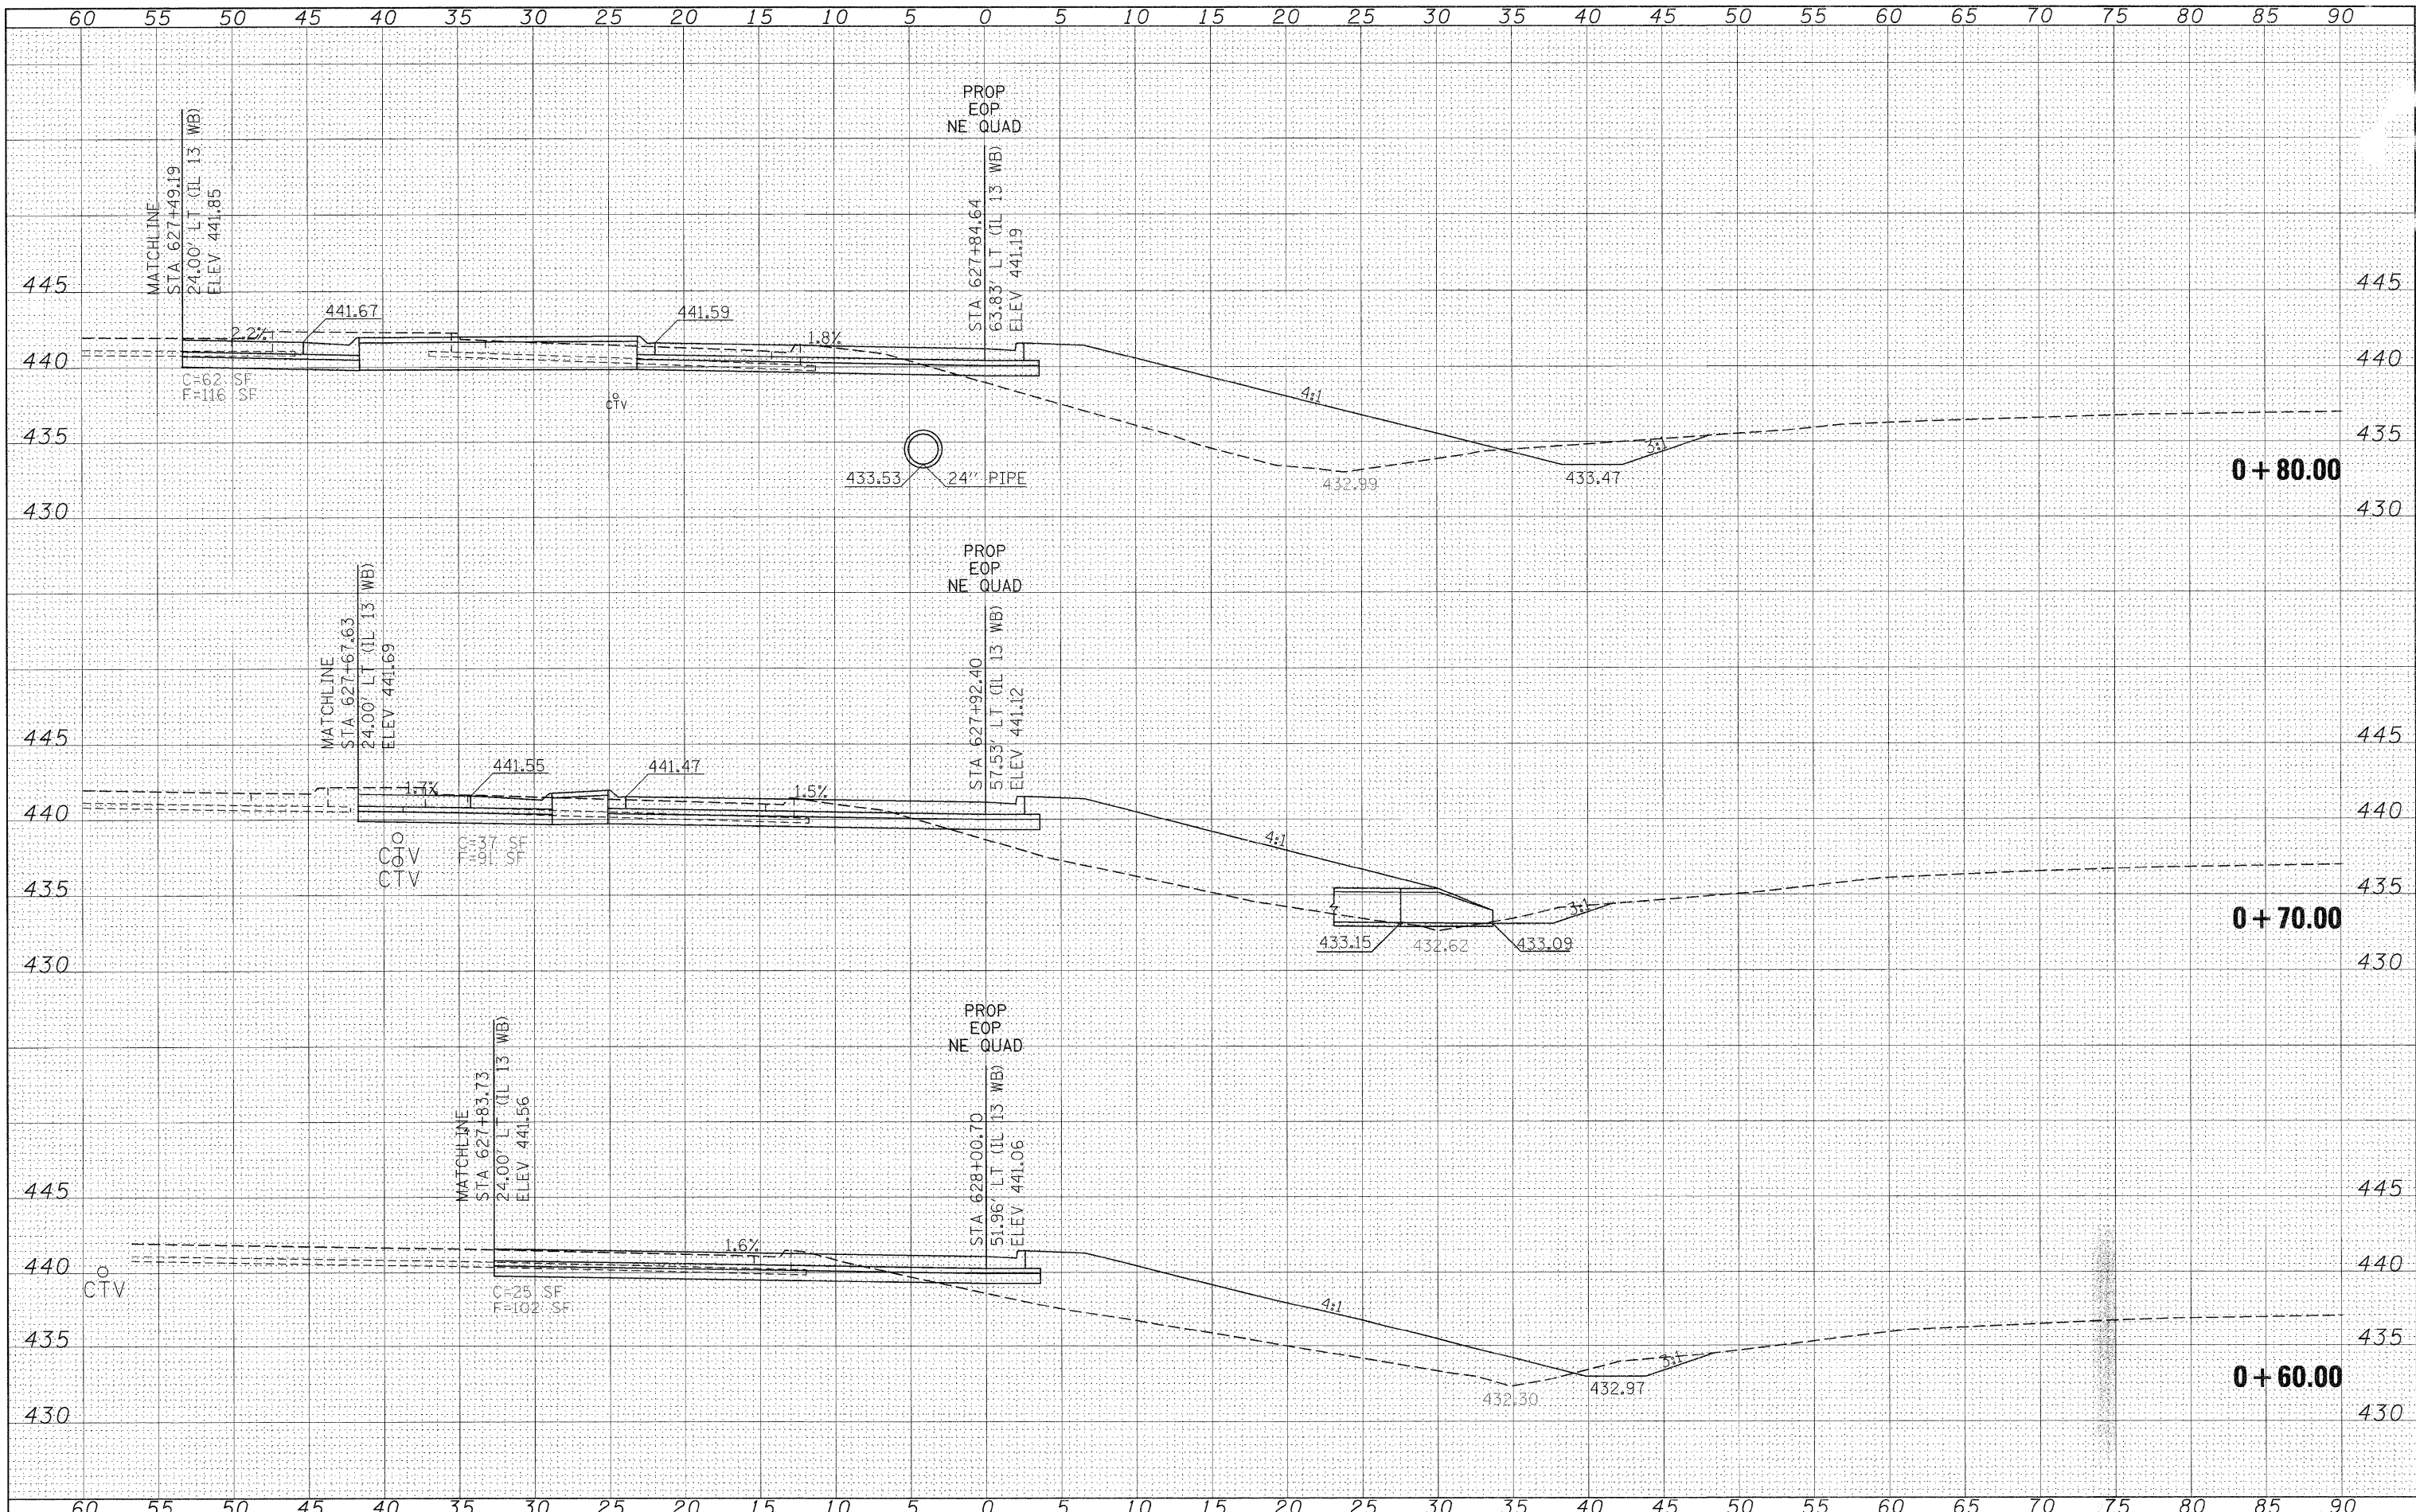 60 55 50 45 40 35 30 25 20 15 10 5 0 5 10 15 20 25 30 35 40 45 50 55 60 65 70 75 80 85 90
PROP
EOP
NE QUAD
MATCHLINE
STA 627+49.19
24.00' LT (IL 13 WB)
ELEV 441.85
STA 627+84.64
63.83' LT (IL 13 WB)
ELEV 441.19
445 445
441.67 441.59
2.2% 1.8%
440 440
C=62 SF
F=116 SF
CTV
4:1
435 435
3:1
433.53 24" PIPE 432.99 433.47
0+80.00
430 430
PROP
EOP
NE QUAD
MATCHLINE
STA 627+67.63
24.00' LT (IL 13 WB)
ELEV 441.69
STA 627+92.40
57.53' LT (IL 13 WB)
ELEV 441.12
445 445
441.55 441.47
1.7% 1.5%
440 440
C=37 SF
F=91 SF
CTV
CTV
4:1
435 435
3:1
0+70.00
433.15 432.62 433.09
430 430
PROP
EOP
NE QUAD
MATCHLINE
STA 627+83.73
24.00' LT (IL 13 WB)
ELEV 441.56
STA 628+00.70
51.96' LT (IL 13 WB)
ELEV 441.06
445 445
1.6%
440 440
CTV
C=25 SF
F=102 SF
4:1
435 435
3:1
432.30 432.97
0+60.00
430 430
60 55 50 45 40 35 30 25 20 15 10 5 0 5 10 15 20 25 30 35 40 45 50 55 60 65 70 75 80 85 90